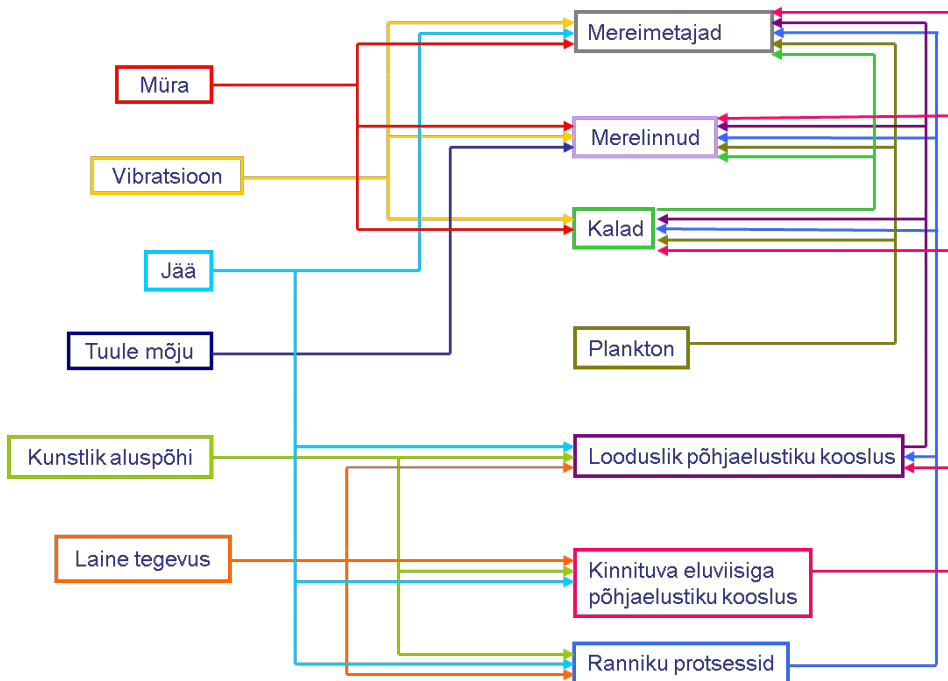 Müra
Vibratsioon
Jää
Tuule mõju
Kunstlik aluspõhi
Laine tegevus
Mereimetajad
Merelinnud
Kalad
Plankton
Looduslik põhjaelustiku kooslus
Kinnituva eluviisiga
põhjaelustiku kooslus
Ranniku protsessid